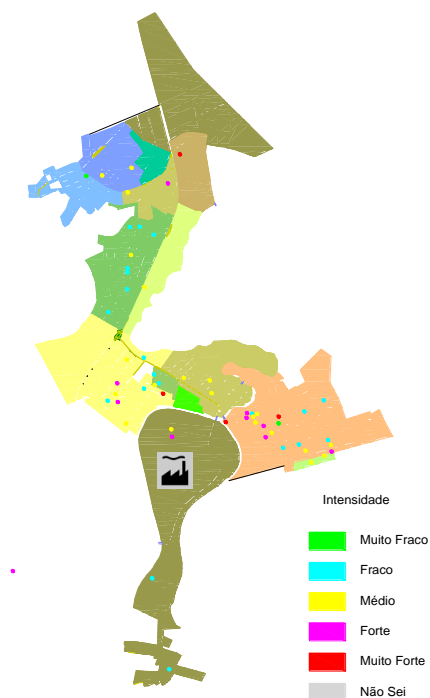 Intensidade
Muito Fraco
Fraco
Médio
Forte
Muito Forte
Não Sei